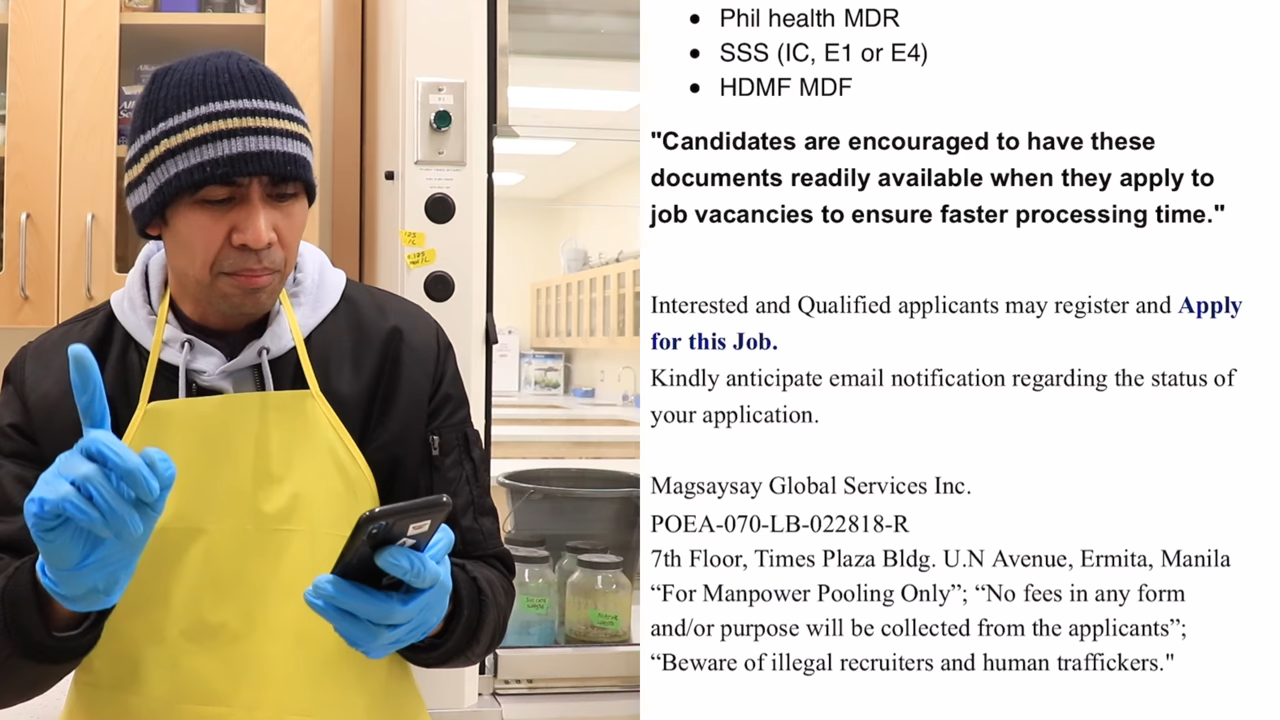 Phil health MDR
SSS (IC, E1 or E4)
HDMF MDF
"Candidates are encouraged to have these
documents readily available when they apply to
job vacancies to ensure faster processing time."
Interested and Qualified applicants may register and Apply
for this Job.
Kindly anticipate email notification regarding the status of
your application.
Magsaysay Global Services Inc.
POEA-070-LB-022818-R
7th Floor, Times Plaza Bldg. U.N Avenue, Ermita, Manila
“For Manpower Pooling Only”; “No fees in any form
and/or purpose will be collected from the applicants”;
“Beware of illegal recruiters and human traffickers."